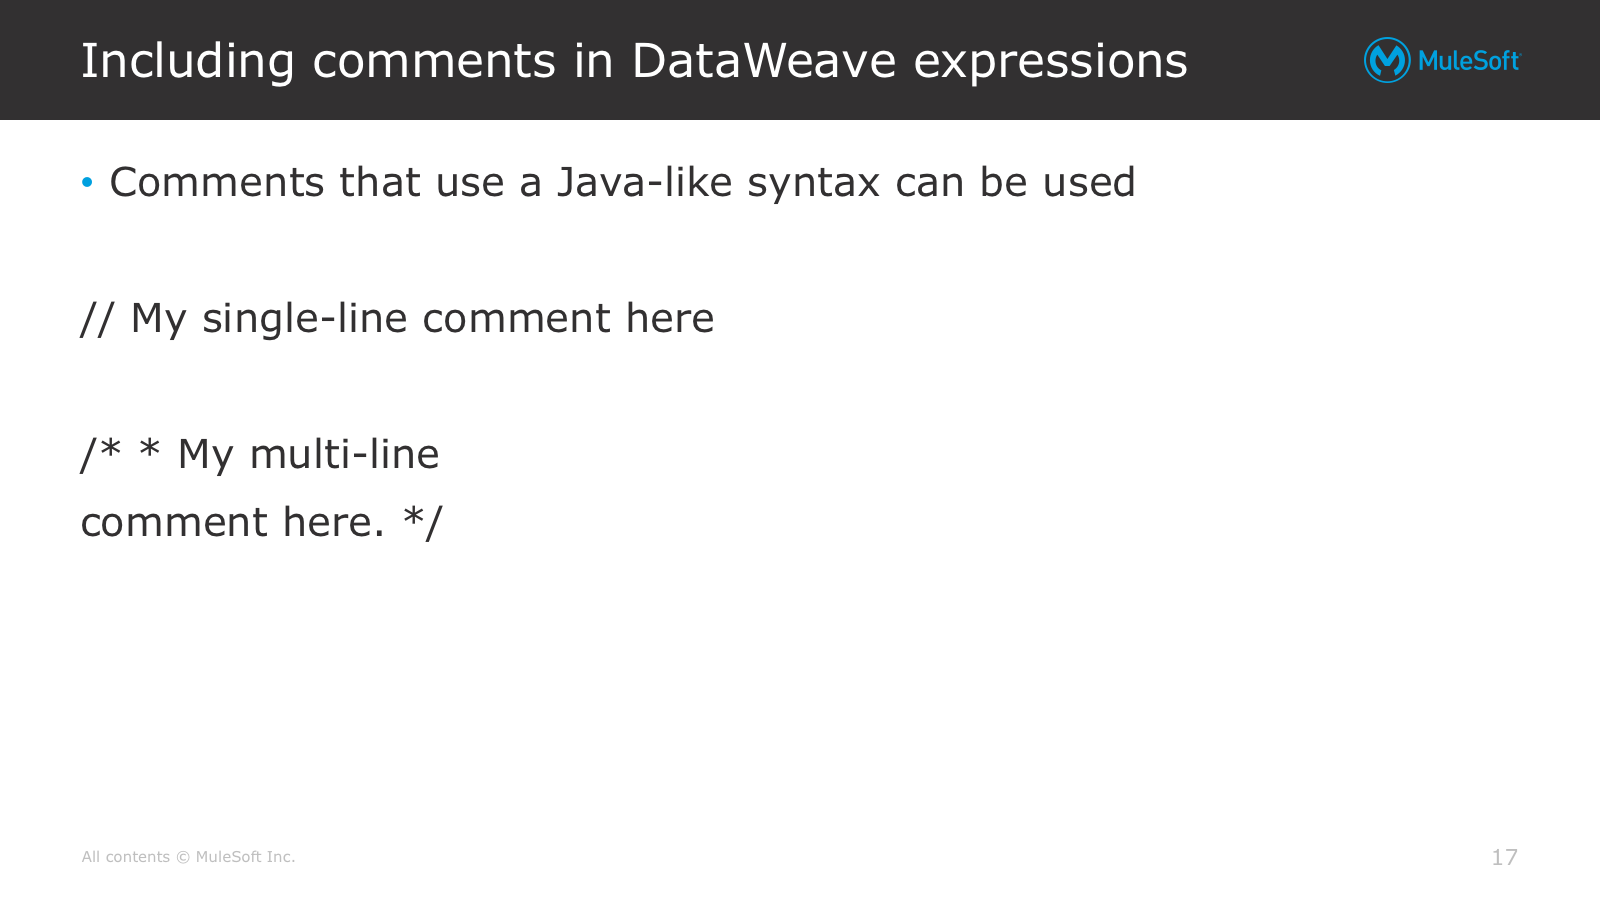 Including comments in DataWeave expressions
MuleSoft
• Comments that use a Java-like syntax can be used
// My single-line comment here
/* * My multi-line
comment here. */
All contents © MuleSoft Inc.
17